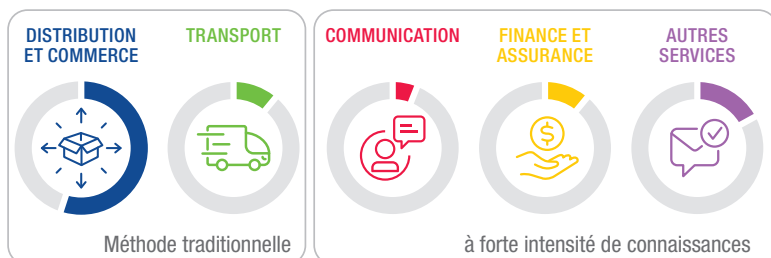 DISTRIBUTION
ET COMMERCE
TRANSPORT
Méthode traditionnelle
COMMUNICATION
FINANCE ET
ASSURANCE
$
AUTRES
SERVICES
à forte intensité de connaissances